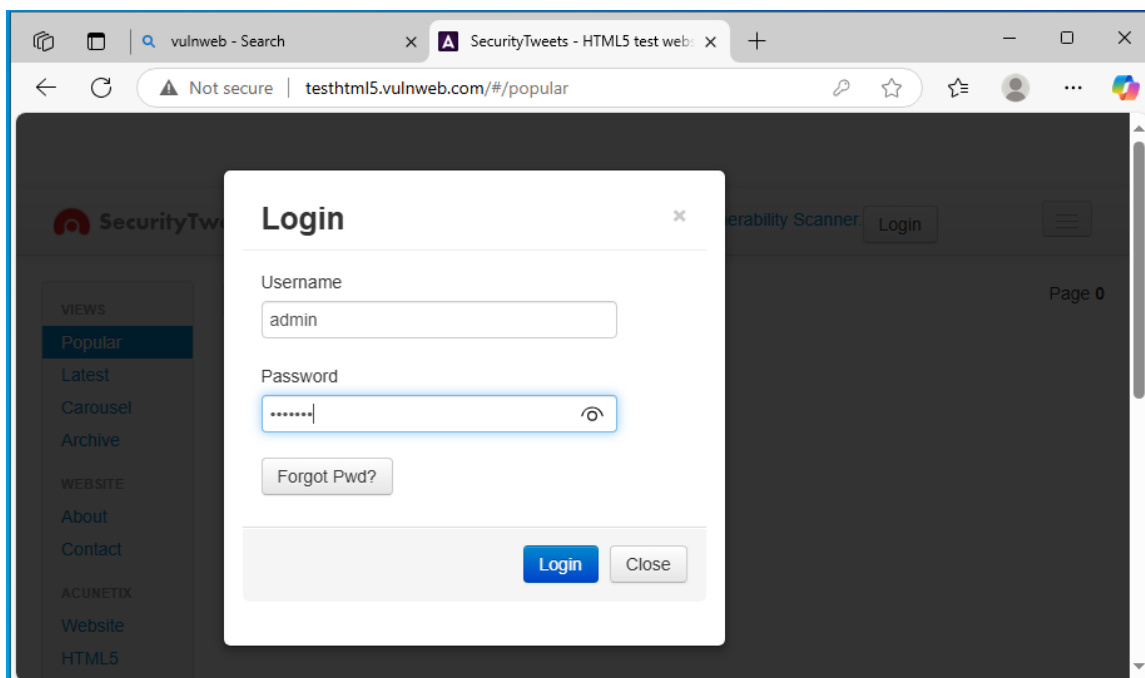 vulnweb - Search
SecurityTweets - HTML5 test webs
Not secure
testhtml5.vulnweb.com/#/popular
SecurityTw
erability Scanner.
Login
Login
Username
admin
Password
•••••••
Forgot Pwd?
Login
Close
Page 0
VIEWS
Popular
Latest
Carousel
Archive
WEBSITE
About
Contact
ACUNETIX
Website
HTML5